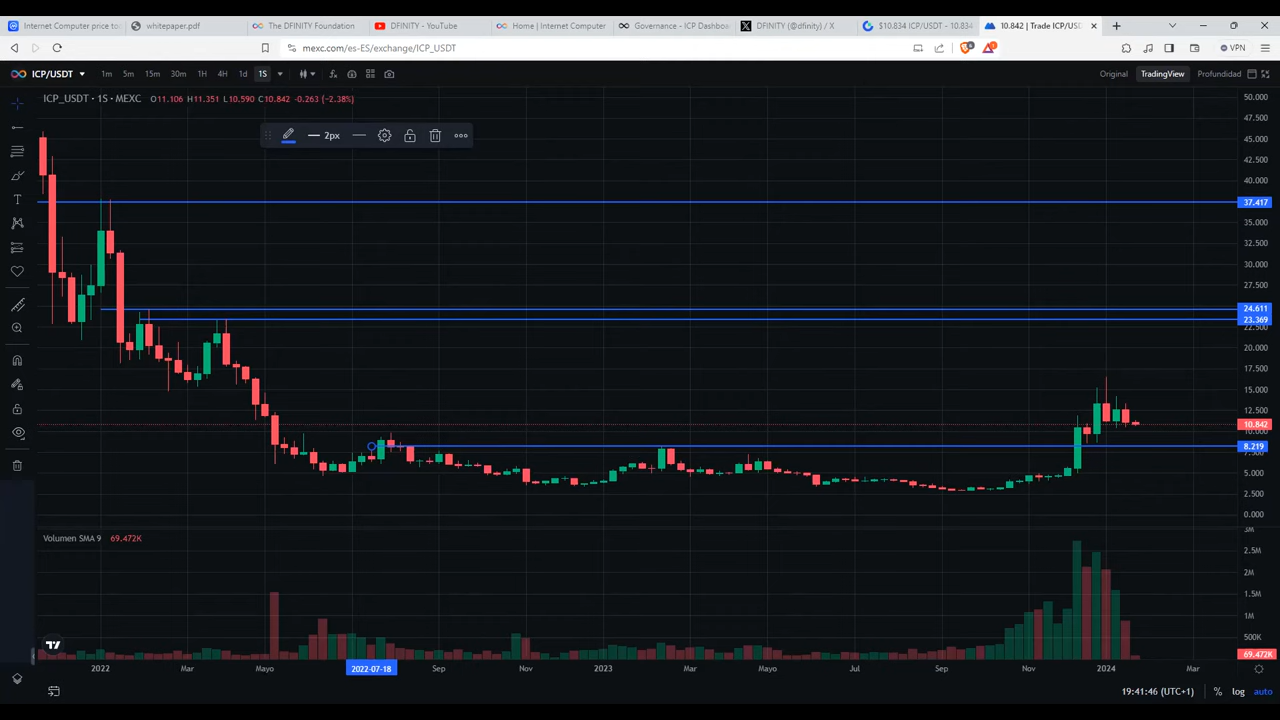 Internet Computer price to
whitepaper.pdf
The DFINITY Foundation
DFINITY - YouTube
Home | Internet Computer
Governance - ICP Dashboa
DFINITY (@dfinity) / X
$10.834 ICP/USDT - 10.834
10.842 | Trade ICP/USD
mexc.com/es-ES/exchange/ICP_USDT
VPN
ICP/USDT
1m 5m 15m 30m 1H 4H 1d 1S
Original TradingView Profundidad
ICP_USDT · 1S · MEXC O11.106 H11.351 L10.590 C10.842 -0.263 (−2.38%)
2px
50.000
47.500
45.000
42.500
40.000
37.417
35.000
32.500
30.000
27.500
24.611
23.369
22.500
20.000
17.500
15.000
12.500
10.842
10.000
8.219
5.000
2.500
0.000
Volumen SMA 9 69.472K
3M
2.5M
2M
1.5M
1M
500K
69.472K
2022 Mar Mayo 2022-07-18 Sep Nov 2023 Mar Mayo Jul Sep Nov 2024 Mar
19:41:46 (UTC+1) % log auto